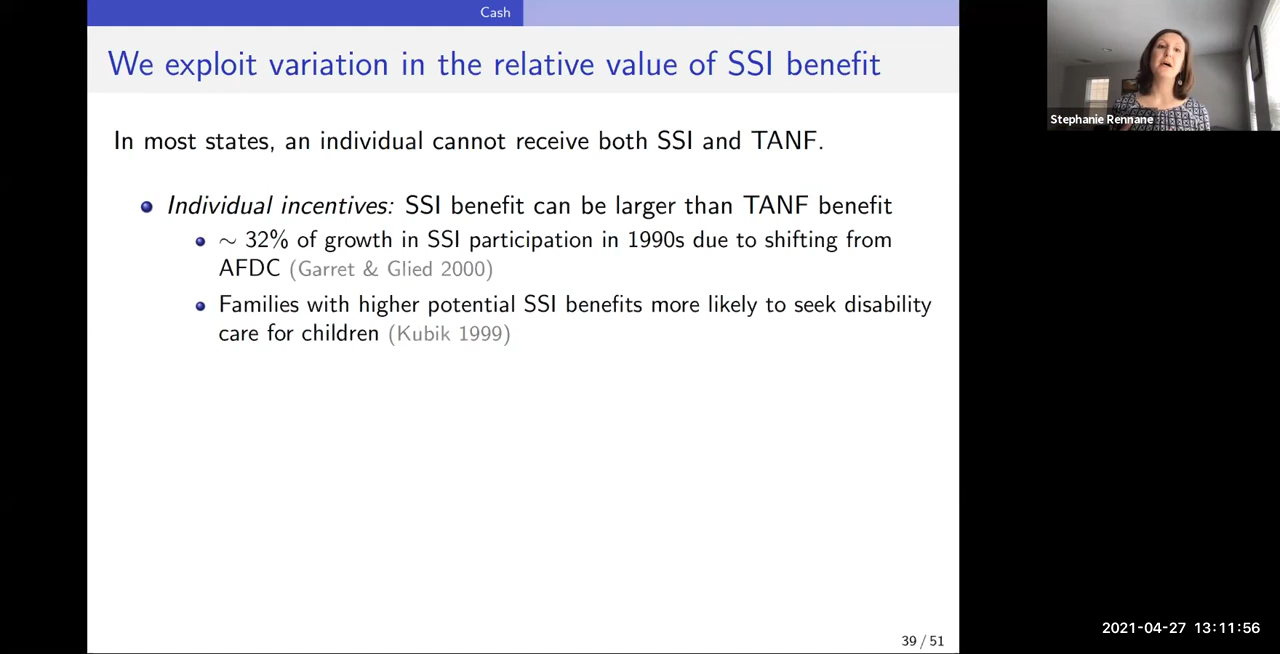 Cash
We exploit variation in the relative value of SSI benefit
In most states, an individual cannot receive both SSI and TANF.
Individual incentives: SSI benefit can be larger than TANF benefit
∼ 32% of growth in SSI participation in 1990s due to shifting from
AFDC (Garret & Glied 2000)
Families with higher potential SSI benefits more likely to seek disability
care for children (Kubik 1999)
39 / 51
Stephanie Rennane
2021-04-27 13:11:56